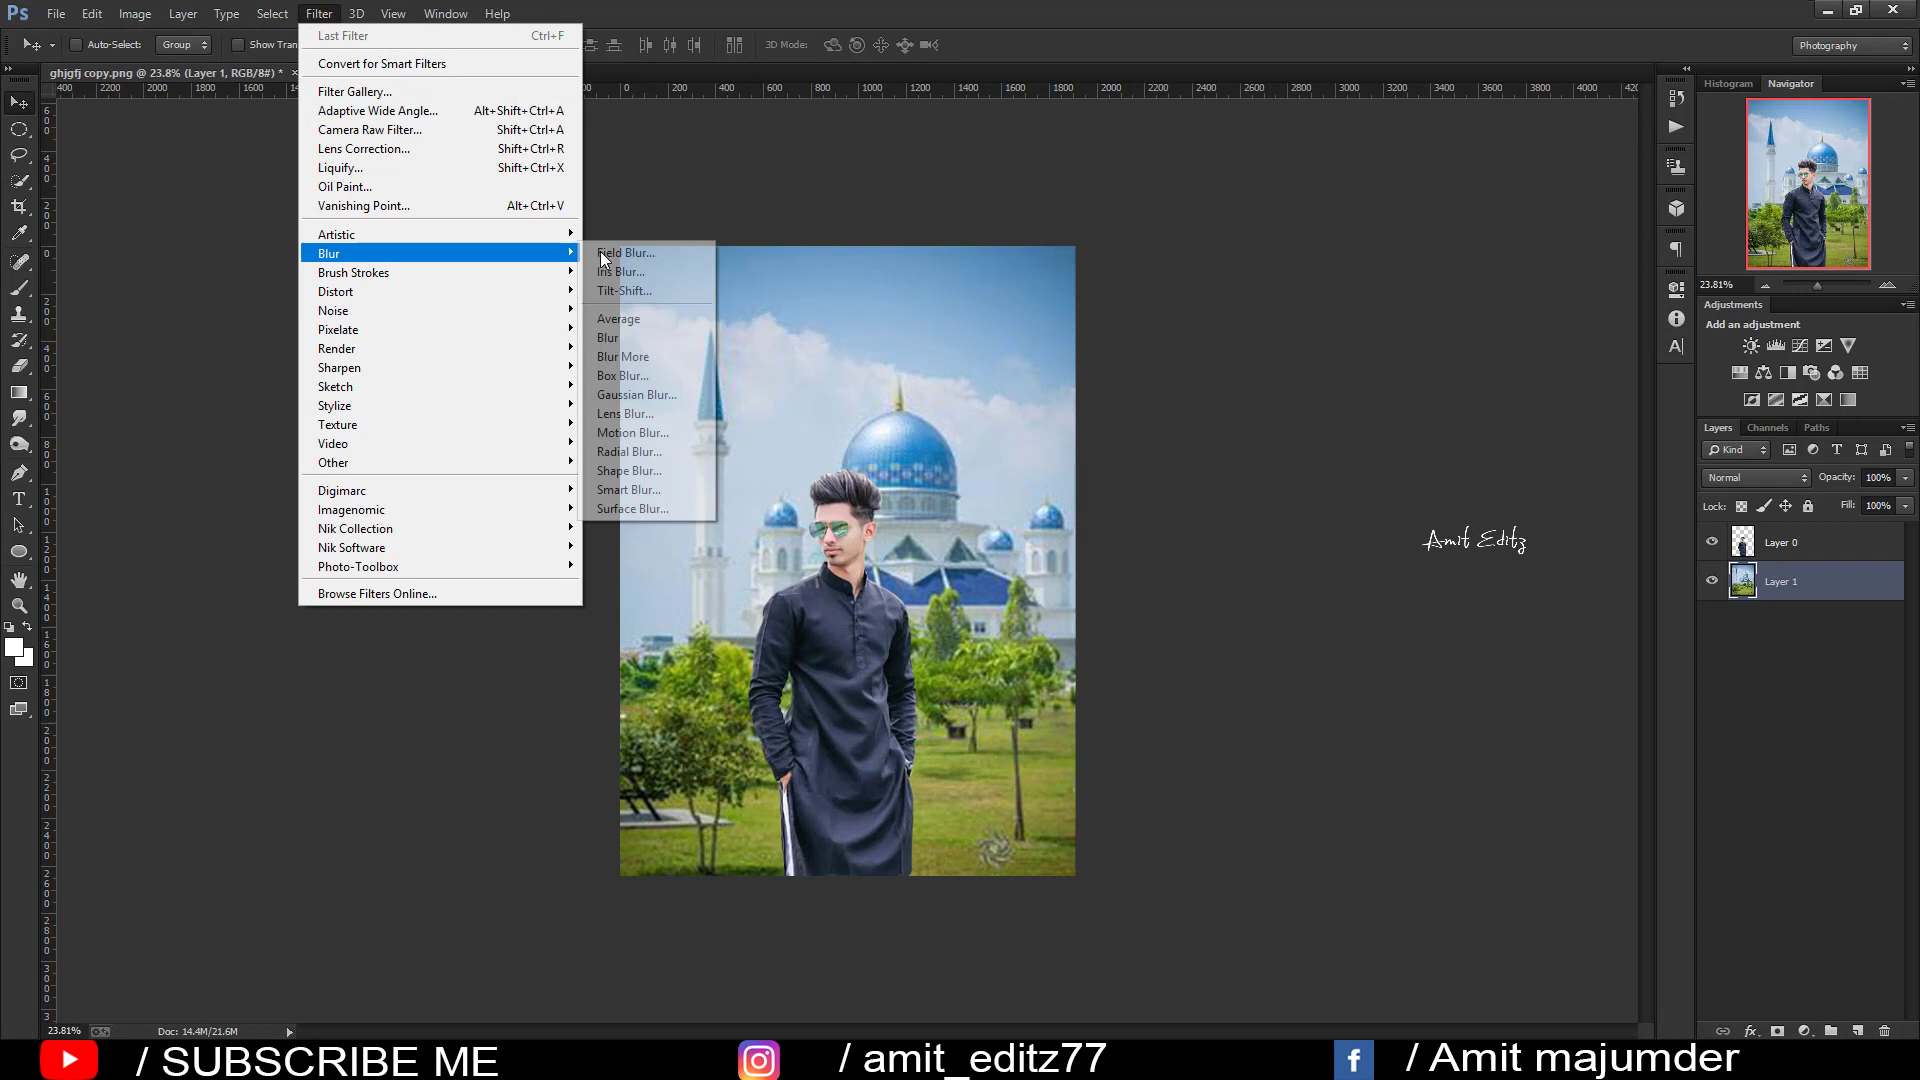 Ps File Edit Image Layer Type Select Filter 3D View Window Help
Auto-Select: Group Show Tran 3D Mode: Photography
ghjgfj copy.png @ 23.8% (Layer 1, RGB/8#) *
Last Filter Ctrl+F
Convert for Smart Filters
Filter Gallery...
Adaptive Wide Angle... Alt+Shift+Ctrl+A
Camera Raw Filter... Shift+Ctrl+A
Lens Correction... Shift+Ctrl+R
Liquify... Shift+Ctrl+X
Oil Paint...
Vanishing Point... Alt+Ctrl+V
Artistic
Blur
Brush Strokes
Distort
Noise
Pixelate
Render
Sharpen
Sketch
Stylize
Texture
Video
Other
Digimarc
Imagenomic
Nik Collection
Nik Software
Photo-Toolbox
Browse Filters Online...
Field Blur...
Iris Blur...
Tilt-Shift...
Average
Blur
Blur More
Box Blur...
Gaussian Blur...
Lens Blur...
Motion Blur...
Radial Blur...
Shape Blur...
Smart Blur...
Surface Blur...
Histogram Navigator
23.81%
Adjustments
Add an adjustment
Layers Channels Paths
Kind
Normal Opacity: 100%
Lock: Fill: 100%
Layer 0
Layer 1
Amit Editz
23.81% Doc: 14.4M/21.6M
/ SUBSCRIBE ME / amit_editz77 / Amit majumder